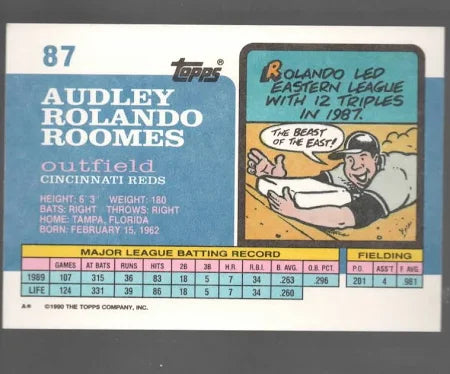 87
topps®
AUDLEY
ROLANDO
ROOMES
outfield
CINCINNATI REDS
HEIGHT: 6' 3 WEIGHT: 180
BATS: RIGHT THROWS: RIGHT
HOME: TAMPA, FLORIDA
BORN: FEBRUARY 15, 1962
ROLANDO LED
EASTERN LEAGUE
WITH 12 TRIPLES
IN 1987.
THE BEAST
OF THE EAST!
MAJOR LEAGUE BATTING RECORD FIELDING
GAMES AT BATS RUNS HITS 2B 3B H.R. R.B.I. B. AVG. O.B. PCT. P.O. ASS'T F. AVG.
1989 107 315 36 83 18 5 7 34 .263 .296 201 4 .981
LIFE 124 331 39 86 18 5 7 34 .260
A* ©1990 THE TOPPS COMPANY, INC.